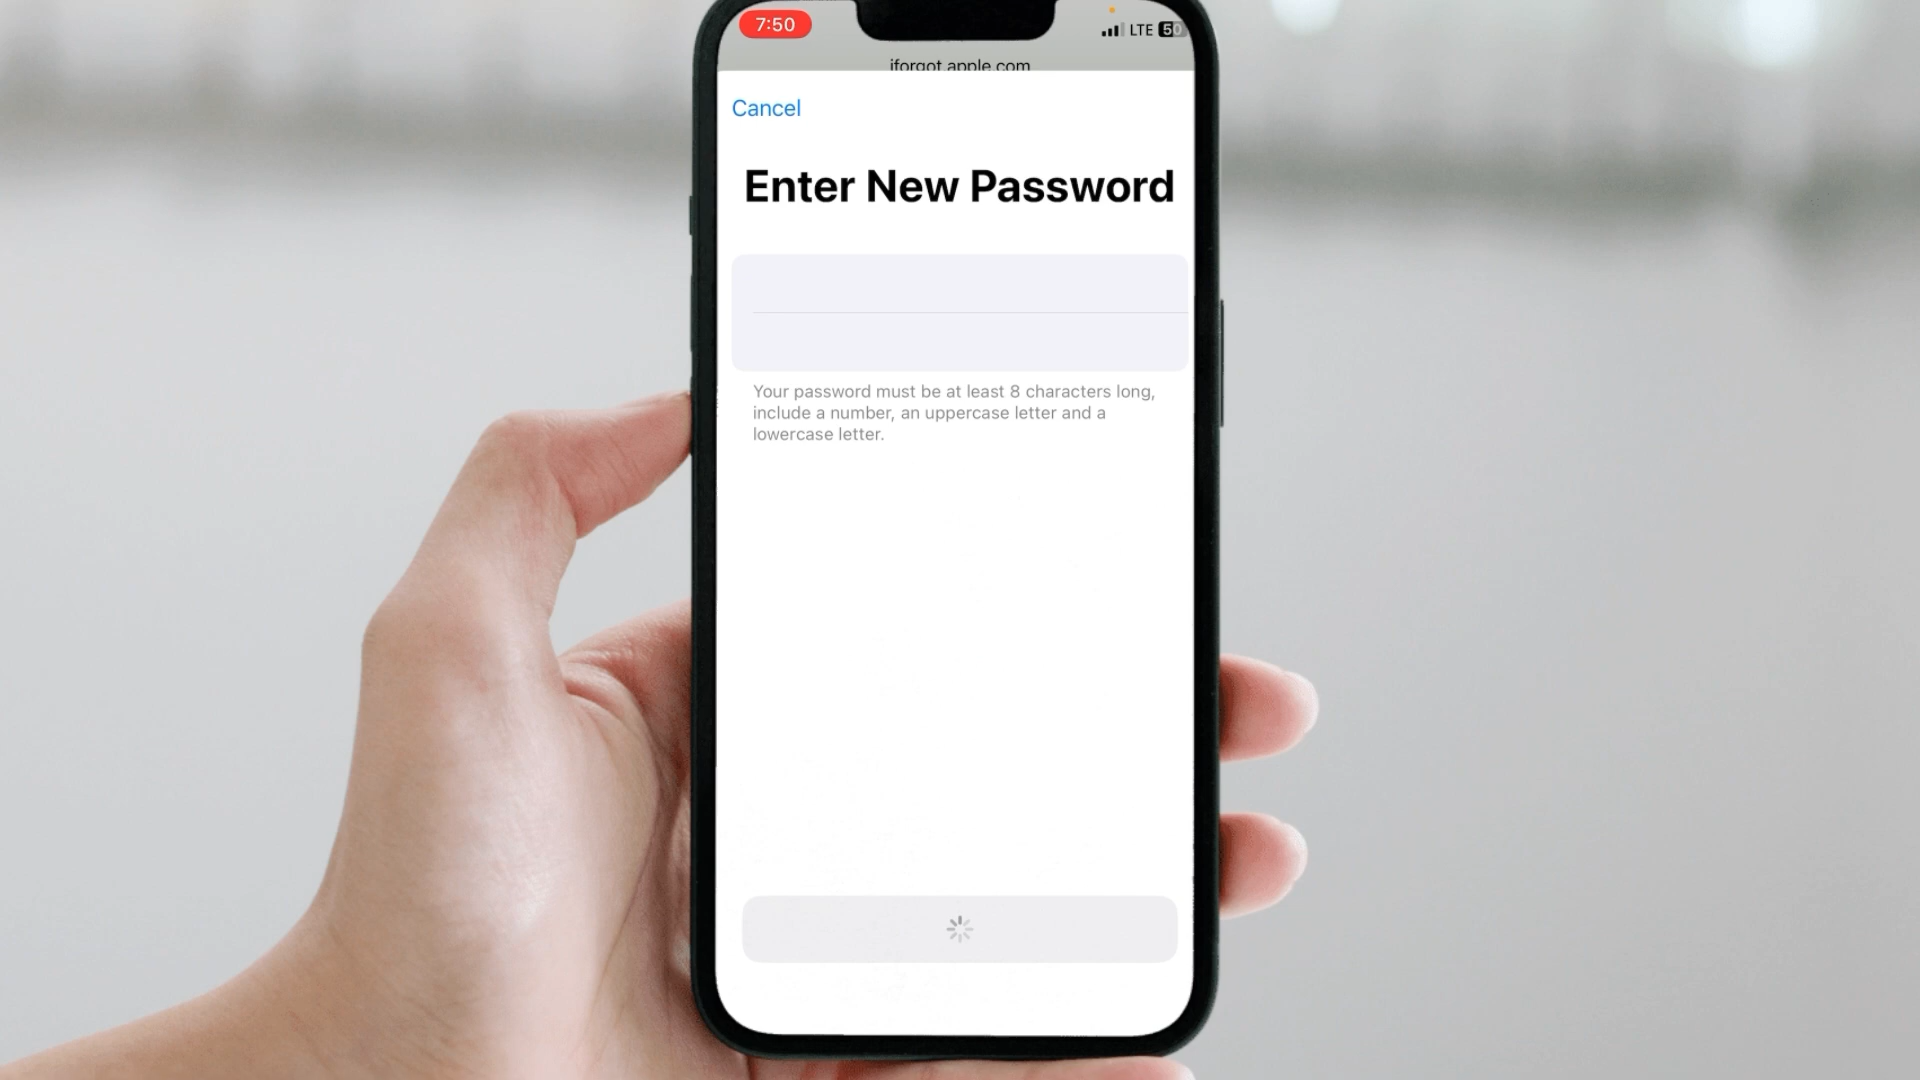 7:50
LTE 50
iforgot.apple.com
Cancel
Enter New Password
Your password must be at least 8 characters long,
include a number, an uppercase letter and a
lowercase letter.